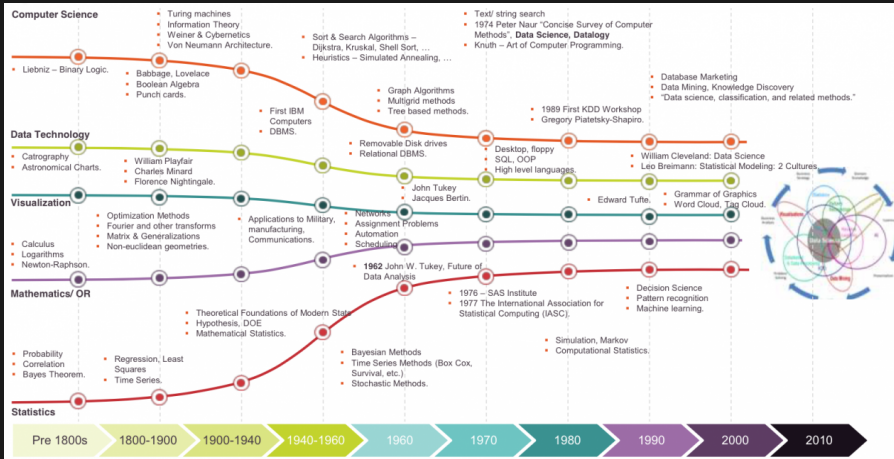 Computer Science
Turing machines
Information Theory
Weiner & Cybernetics
Von Neumann Architecture.
Sort & Search Algorithms –
Dijkstra, Kruskal, Shell Sort, …
Heuristics – Simulated Annealing, …
Text/ string search
1974 Peter Naur “Concise Survey of Computer
Methods”, Data Science, Datalogy
Knuth – Art of Computer Programming.
Liebniz – Binary Logic.
Babbage, Lovelace
Boolean Algebra
Punch cards.
First IBM
Computers
DBMS.
Graph Algorithms
Multigrid methods
Tree based methods.
1989 First KDD Workshop
Gregory Piatetsky-Shapiro.
Database Marketing
Data Mining, Knowledge Discovery
“Data science, classification, and related methods.”
Data Technology
Catrography
Astronomical Charts.
William Playfair
Charles Minard
Florence Nightingale.
Removable Disk drives
Relational DBMS.
Desktop, floppy
SQL, OOP
High level languages.
William Cleveland: Data Science
Leo Breimann: Statistical Modeling: 2 Cultures.
Visualization
John Tukey
Jacques Bertin.
Edward Tufte.
Grammar of Graphics
Word Cloud, Tag Cloud.
Calculus
Logarithms
Newton-Raphson.
Optimization Methods
Fourier and other transforms
Matrix & Generalizations
Non-euclidean geometries.
Applications to Military,
manufacturing,
Communications.
Networks
Assignment Problems
Automation
Scheduling
Mathematics/ OR
1962 John W. Tukey, Future of
Data Analysis
1976 – SAS Institute
1977 The International Association for
Statistical Computing (IASC).
Decision Science
Pattern recognition
Machine learning.
Theoretical Foundations of Modern Stats
Hypothesis, DOE
Mathematical Statistics.
Probability
Correlation
Bayes Theorem.
Regression, Least
Squares
Time Series.
Bayesian Methods
Time Series Methods (Box Cox,
Survival, etc.)
Stochastic Methods.
Simulation, Markov
Computational Statistics.
Statistics
Pre 1800s
1800-1900
1900-1940
1940-1960
1960
1970
1980
1990
2000
2010
Data Science
Visualization
Data Mining